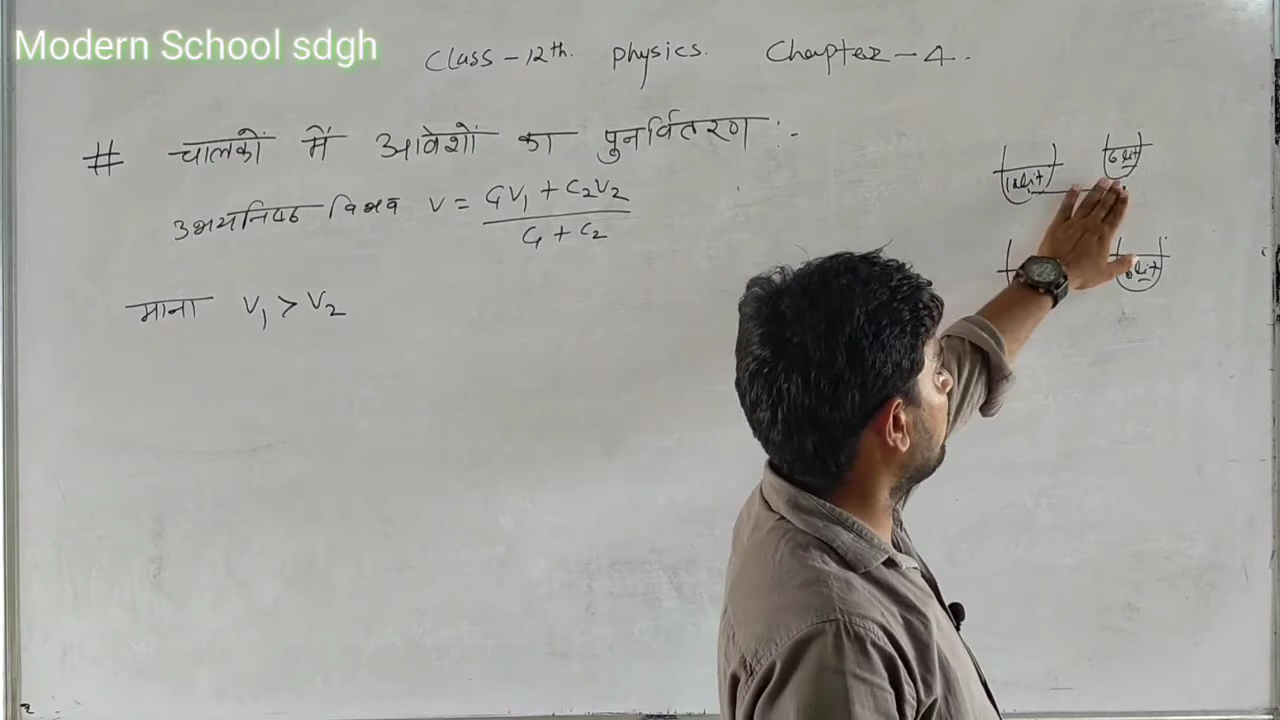 Modern School sdgh
Class - 12th. Physics. Chapter - 4.
# चालकों में आवेशों का पुनर्वितरण :-
उभयनिष्ठ विभव V = C₁V₁ + C₂V₂
C₁ + C₂
माना V₁ > V₂